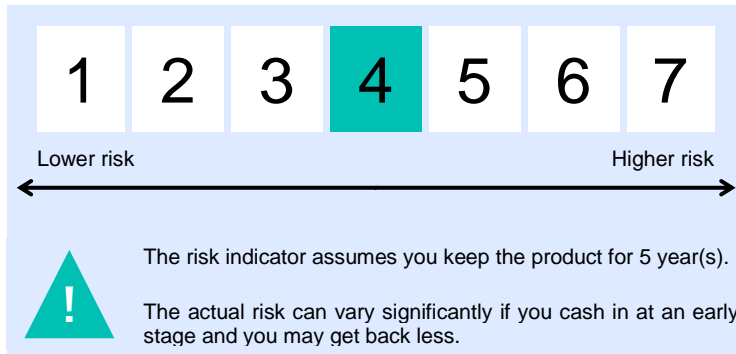 1 2 3 4 5 6 7
Lower risk Higher risk
!
The risk indicator assumes you keep the product for 5 year(s).
The actual risk can vary significantly if you cash in at an early
stage and you may get back less.